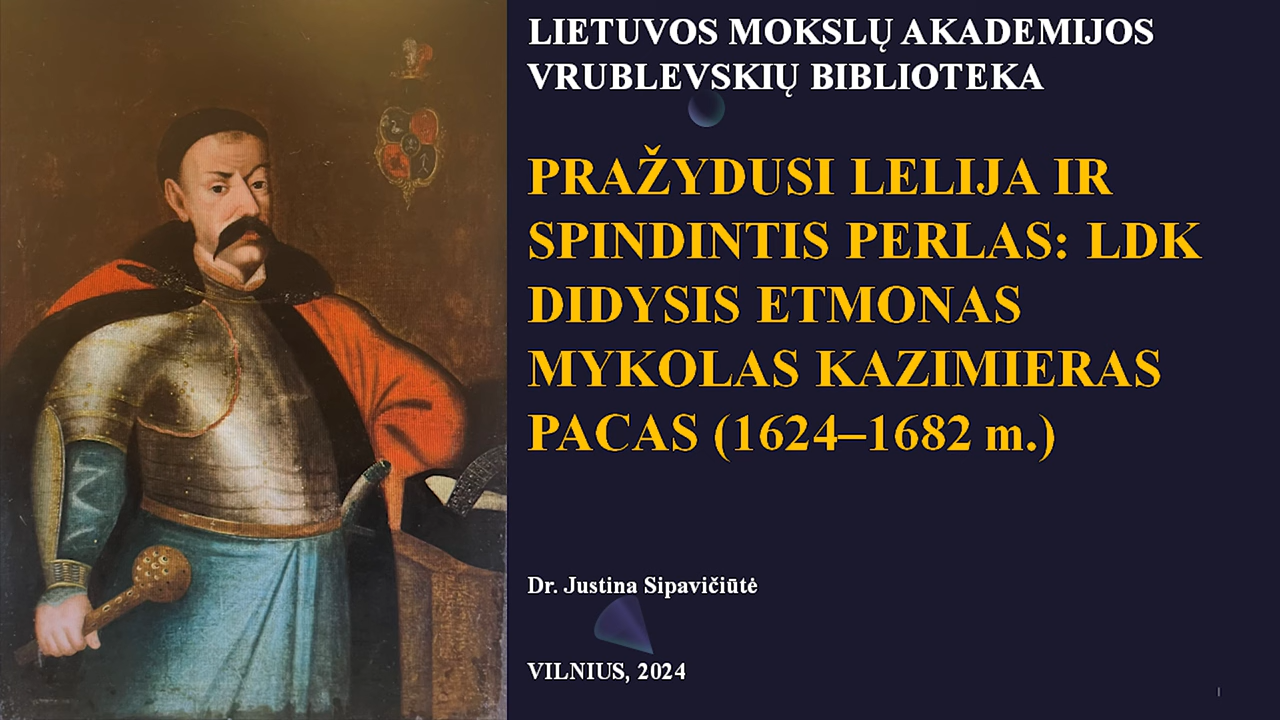 LIETUVOS MOKSLŲ AKADEMIJOS
VRUBLEVSKIŲ BIBLIOTEKA
PRAŽYDUSI LELIJA IR
SPINDINTIS PERLAS: LDK
DIDYSIS ETMONAS
MYKOLAS KAZIMIERAS
PACAS (1624–1682 m.)
Dr. Justina Sipavičiūtė
VILNIUS, 2024